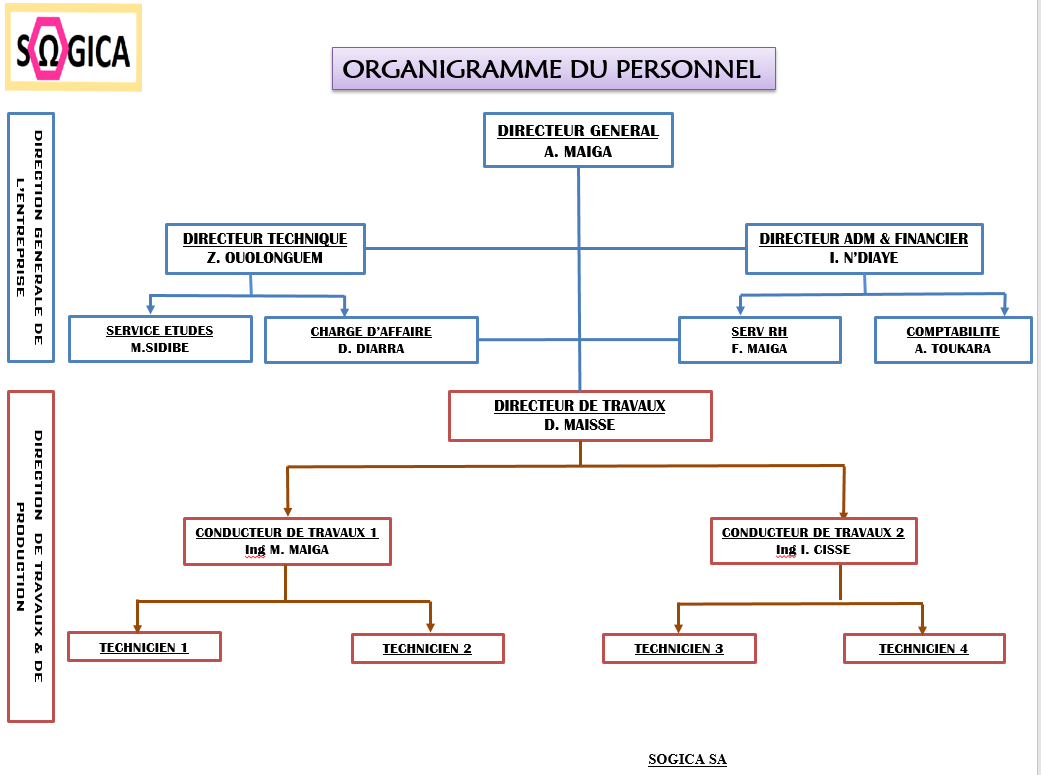 SΩGICA
ORGANIGRAMME DU PERSONNEL
DIRECTION GENERALE DE
L'ENTREPRISE
DIRECTEUR GENERAL
A. MAIGA
DIRECTEUR TECHNIQUE
Z. OUOLONGUEM
DIRECTEUR ADM & FINANCIER
I. N'DIAYE
SERVICE ETUDES
M.SIDIBE
CHARGE D'AFFAIRE
D. DIARRA
SERV RH
F. MAIGA
COMPTABILITE
A. TOUKARA
DIRECTION DE TRAVAUX & DE
PRODUCTION
DIRECTEUR DE TRAVAUX
D. MAISSE
CONDUCTEUR DE TRAVAUX 1
Ing M. MAIGA
CONDUCTEUR DE TRAVAUX 2
Ing I. CISSE
TECHNICIEN 1
TECHNICIEN 2
TECHNICIEN 3
TECHNICIEN 4
SOGICA SA